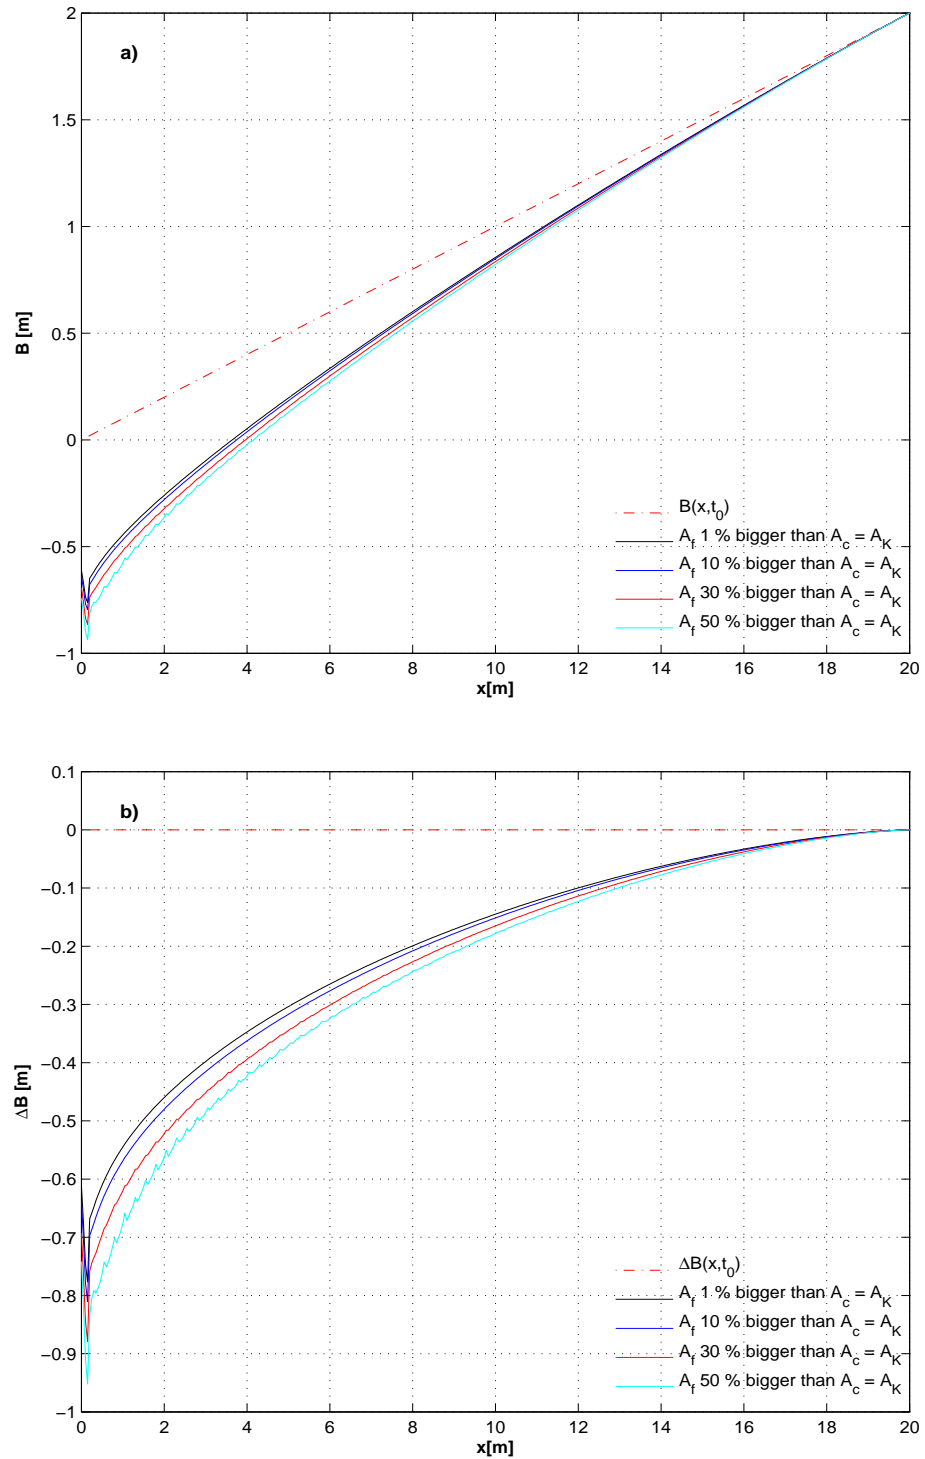 a)
2
1.5
1
0.5
0
−0.5
−1
B [m]
B(x,t0)
Af 1 % bigger than Ac = AK
Af 10 % bigger than Ac = AK
Af 30 % bigger than Ac = AK
Af 50 % bigger than Ac = AK
0 2 4 6 8 10 12 14 16 18 20
x[m]
b)
0.1
0
−0.1
−0.2
−0.3
−0.4
−0.5
−0.6
−0.7
−0.8
−0.9
−1
ΔB [m]
ΔB(x,t0)
Af 1 % bigger than Ac = AK
Af 10 % bigger than Ac = AK
Af 30 % bigger than Ac = AK
Af 50 % bigger than Ac = AK
0 2 4 6 8 10 12 14 16 18 20
x[m]